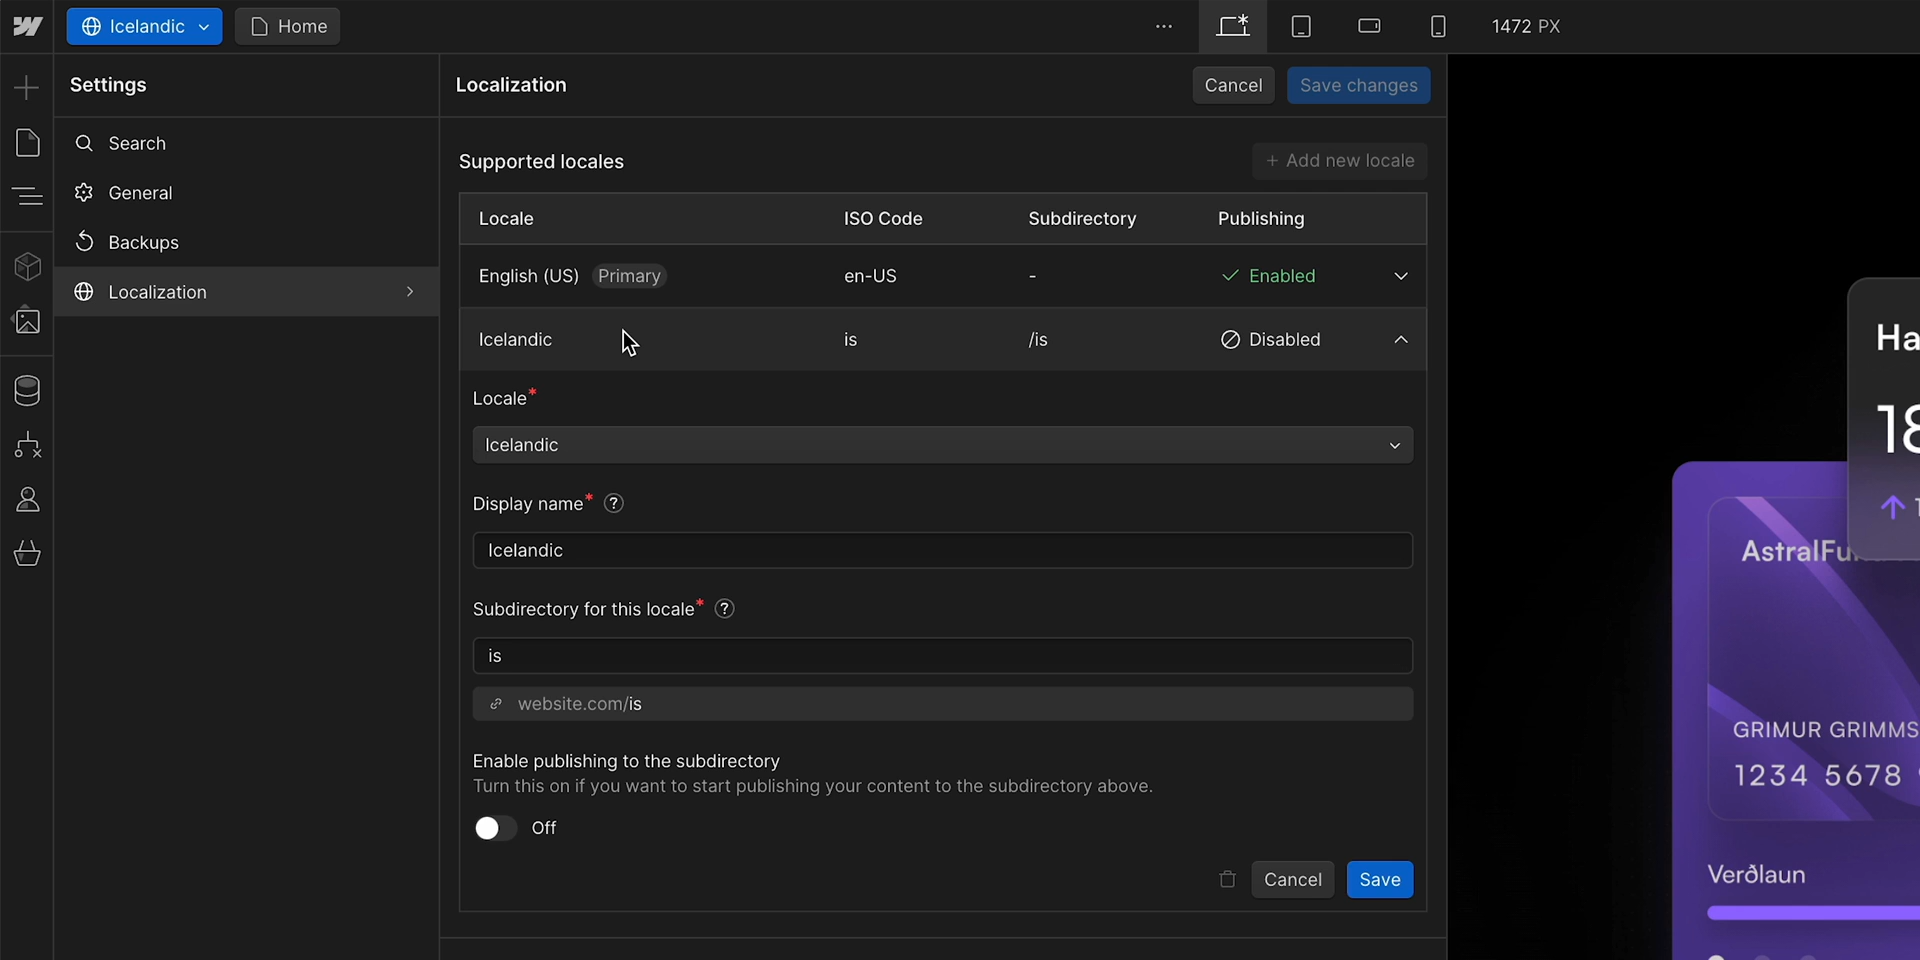 Icelandic
Home
1472 PX
Settings
Search
General
Backups
Localization
Localization
Cancel
Save changes
Supported locales
+ Add new locale
Locale ISO Code Subdirectory Publishing
English (US) Primary en-US - Enabled
Icelandic is /is Disabled
Locale*
Icelandic
Display name* ?
Icelandic
Subdirectory for this locale* ?
is
website.com/is
Enable publishing to the subdirectory
Turn this on if you want to start publishing your content to the subdirectory above.
Off
Cancel
Save
Ha
18
AstralFu
GRIMUR GRIMMS
1234 5678
Verðlaun